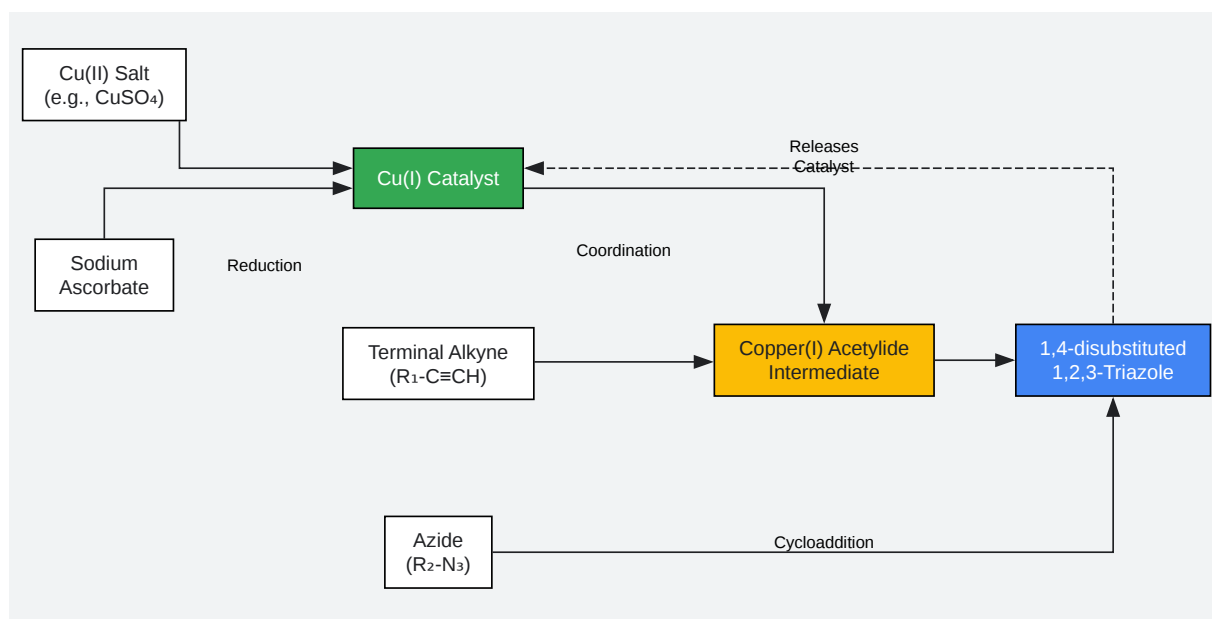 Cu(II) Salt
(e.g., CuSO₄)
Releases
Catalyst
Cu(I) Catalyst
Sodium
Ascorbate
Reduction
Coordination
Terminal Alkyne
(R₁-C≡CH)
Copper(I) Acetylide
Intermediate
1,4-disubstituted
1,2,3-Triazole
Azide
(R₂-N₃)
Cycloaddition